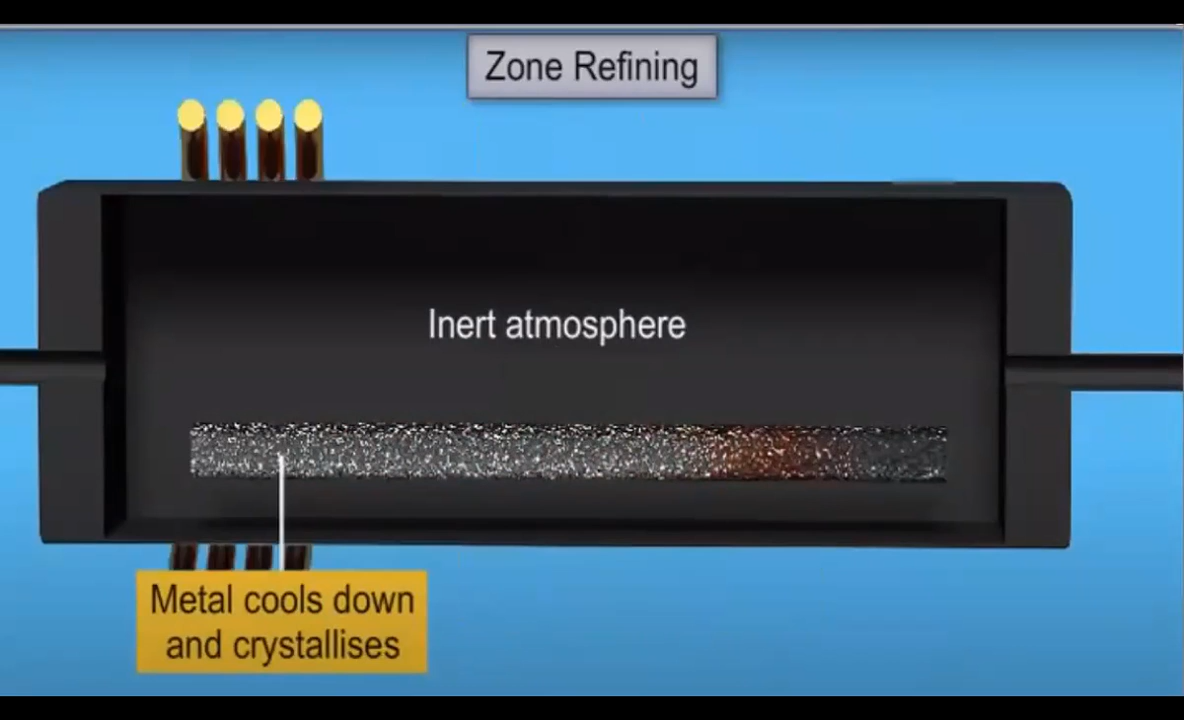 Zone Refining
Inert atmosphere
Metal cools down
and crystallises